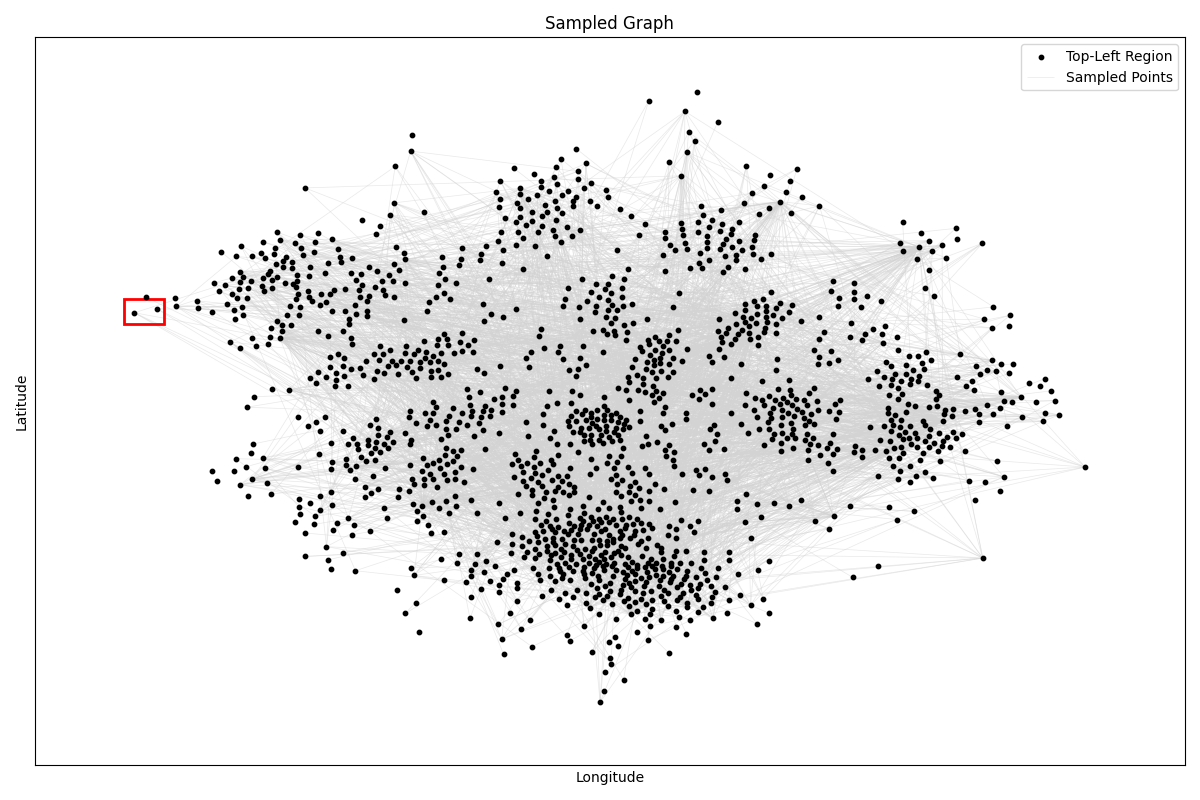 Sampled Graph
Top-Left Region
Sampled Points
Latitude
Longitude